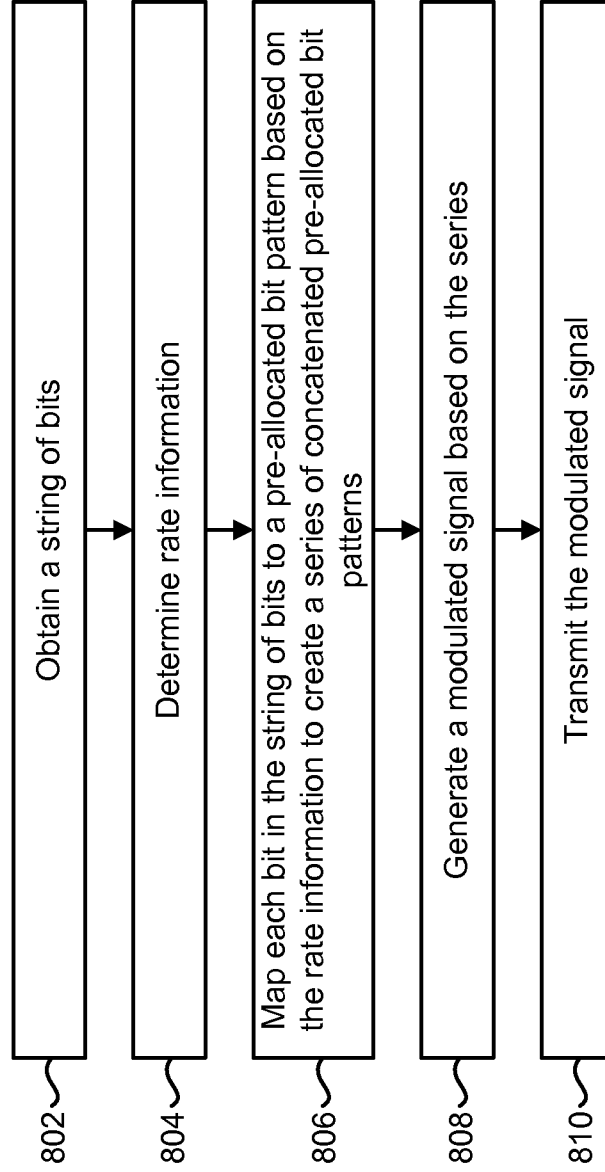 802
Obtain a string of bits
804
Determine rate information
806
Map each bit in the string of bits to a pre-allocated bit pattern based on
the rate information to create a series of concatenated pre-allocated bit
patterns
808
Generate a modulated signal based on the series
810
Transmit the modulated signal